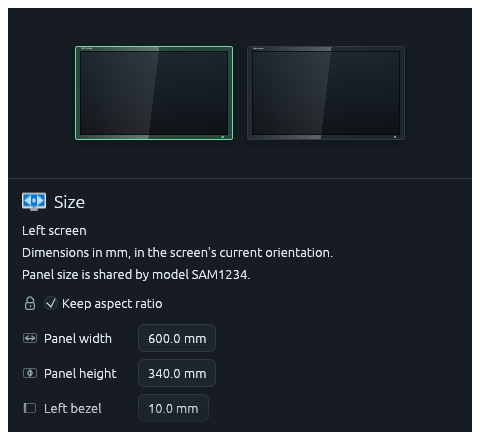 Size
Left screen
Dimensions in mm, in the screen's current orientation.
Panel size is shared by model SAM1234.
Keep aspect ratio
Panel width 600.0 mm
Panel height 340.0 mm
Left bezel 10.0 mm